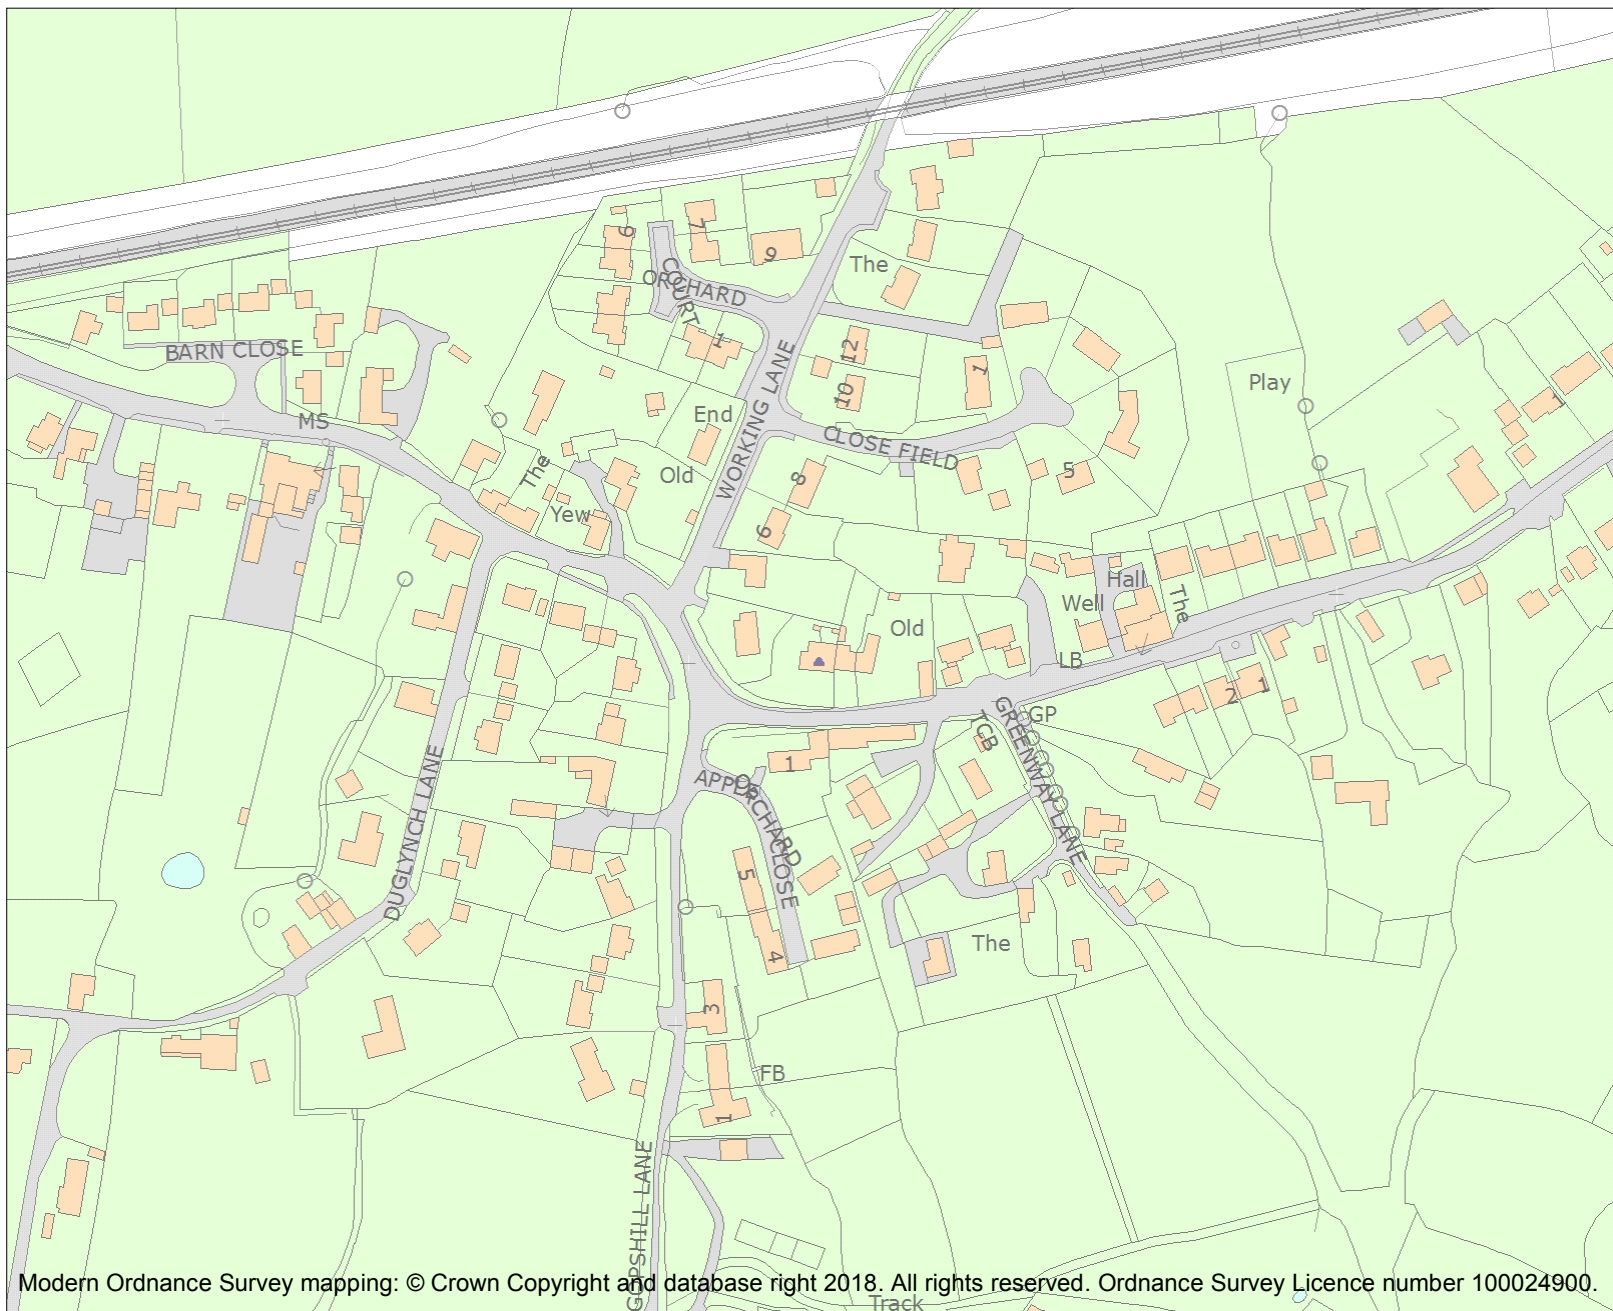 6
7
9
The
ORCHARD
COURT
1
BARN CLOSE
12
10
1
Play
MS
End
WORKING LANE
CLOSE FIELD
1
The
Old
8
5
Yew
6
Hall
Well
The
Old
LB
2
1
TCB
GREENWAY LANE
GP
DUGLYNCH LANE
1
APPLE
ORCHARD
CLOSE
5
4
The
3
FB
1
GOPSHILL LANE
Modern Ordnance Survey mapping: © Crown Copyright and database right 2018. All rights reserved. Ordnance Survey Licence number 100024900.
Track